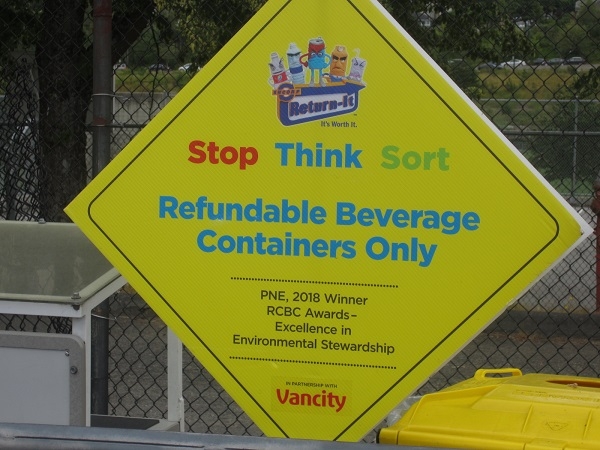 Return-It
It's Worth It.
Stop Think Sort
Refundable Beverage
Containers Only
PNE, 2018 Winner
RCBC Awards–
Excellence in
Environmental Stewardship
IN PARTNERSHIP WITH
Vancity